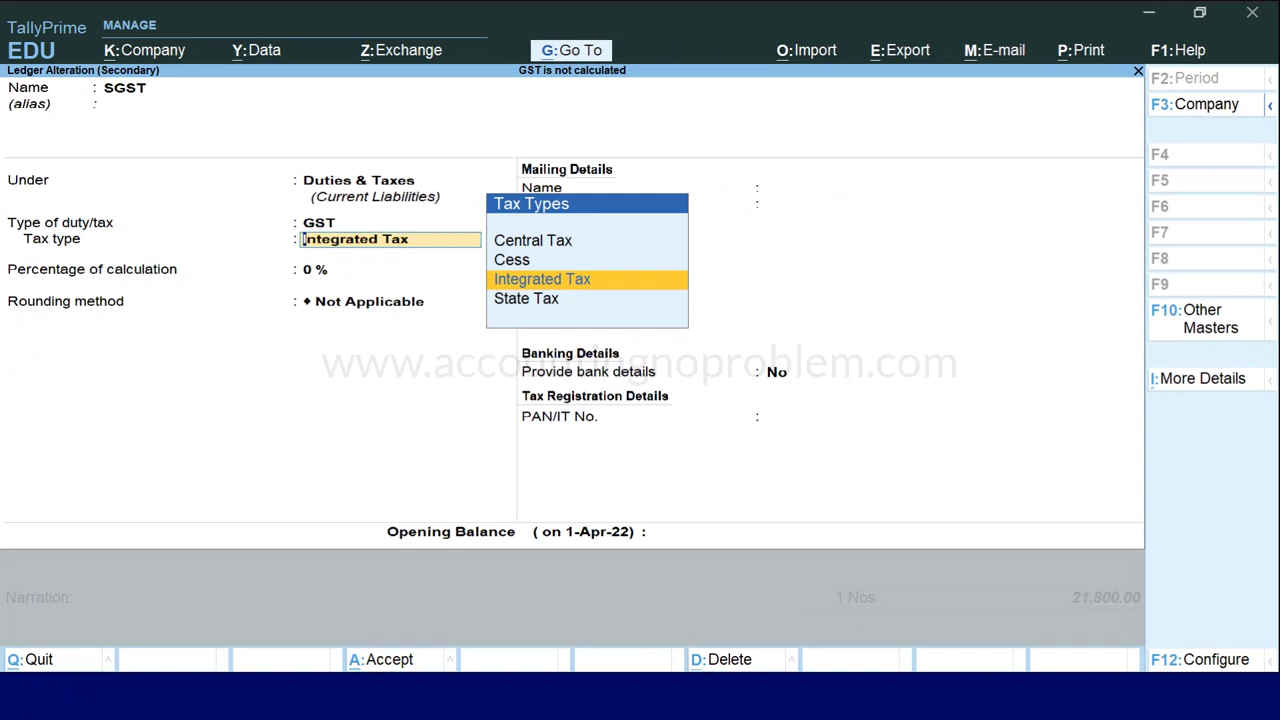 TallyPrime MANAGE
EDU K:Company Y:Data Z:Exchange G:Go To O:Import E:Export M:E-mail P:Print F1:Help
Ledger Alteration (Secondary) GST is not calculated
Name : SGST
(alias) :
Under : Duties & Taxes
(Current Liabilities)
Type of duty/tax : GST
Tax type : Integrated Tax
Percentage of calculation : 0 %
Rounding method : ♦ Not Applicable
Mailing Details
Name :
:
Tax Types
Central Tax
Cess
Integrated Tax
State Tax
Banking Details
Provide bank details : No
Tax Registration Details
PAN/IT No. :
www.accountingnoproblem.com
Opening Balance ( on 1-Apr-22) :
Narration: 1 Nos 21,800.00
F2:Period
F3:Company
F4
F5
F6
F7
F8
F9
F10:Other
Masters
I:More Details
Q:Quit A:Accept D:Delete F12:Configure